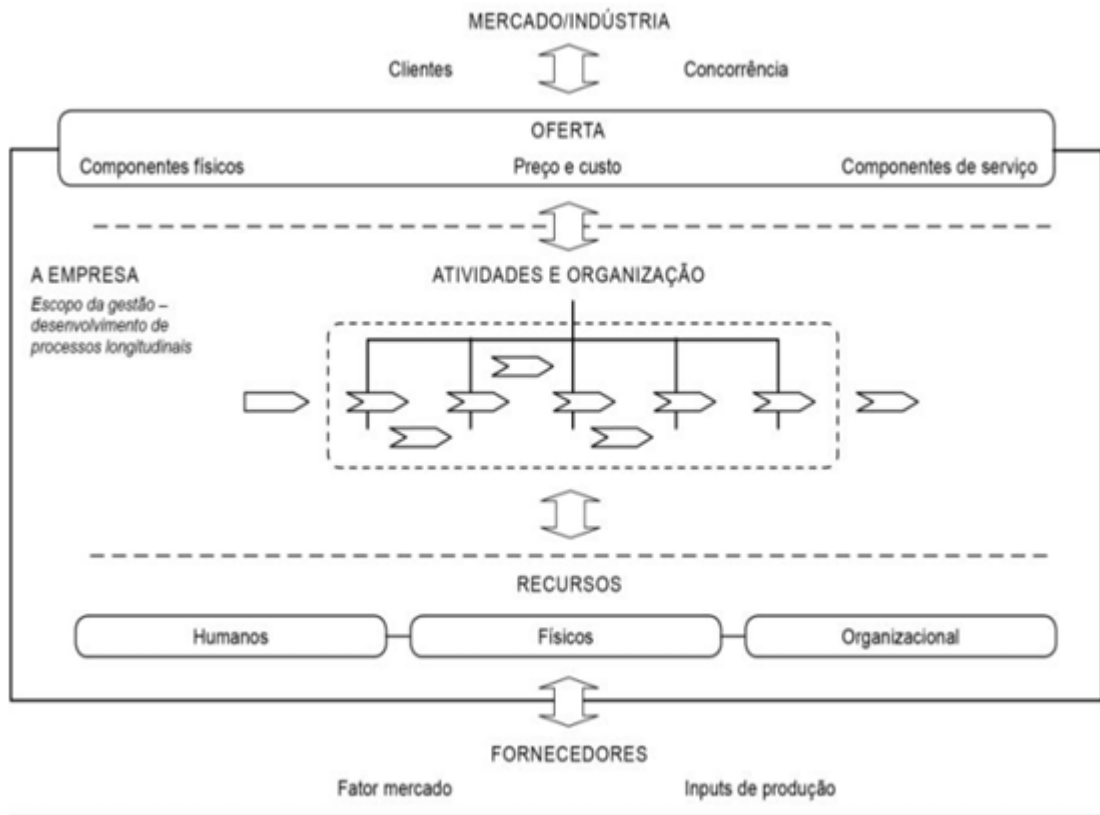 MERCADO/INDÚSTRIA
Clientes
Concorrência
OFERTA
Componentes físicos
Preço e custo
Componentes de serviço
A EMPRESA
Escopo da gestão –
desenvolvimento de
processos longitudinais
ATIVIDADES E ORGANIZAÇÃO
RECURSOS
Humanos
Físicos
Organizacional
FORNECEDORES
Fator mercado
Inputs de produção